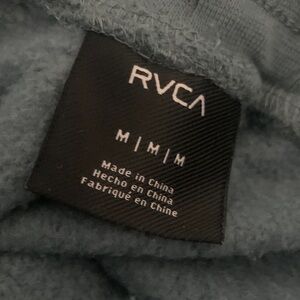 RVCA
M | M | M
Made in China
Hecho en China
Fabriqué en Chine